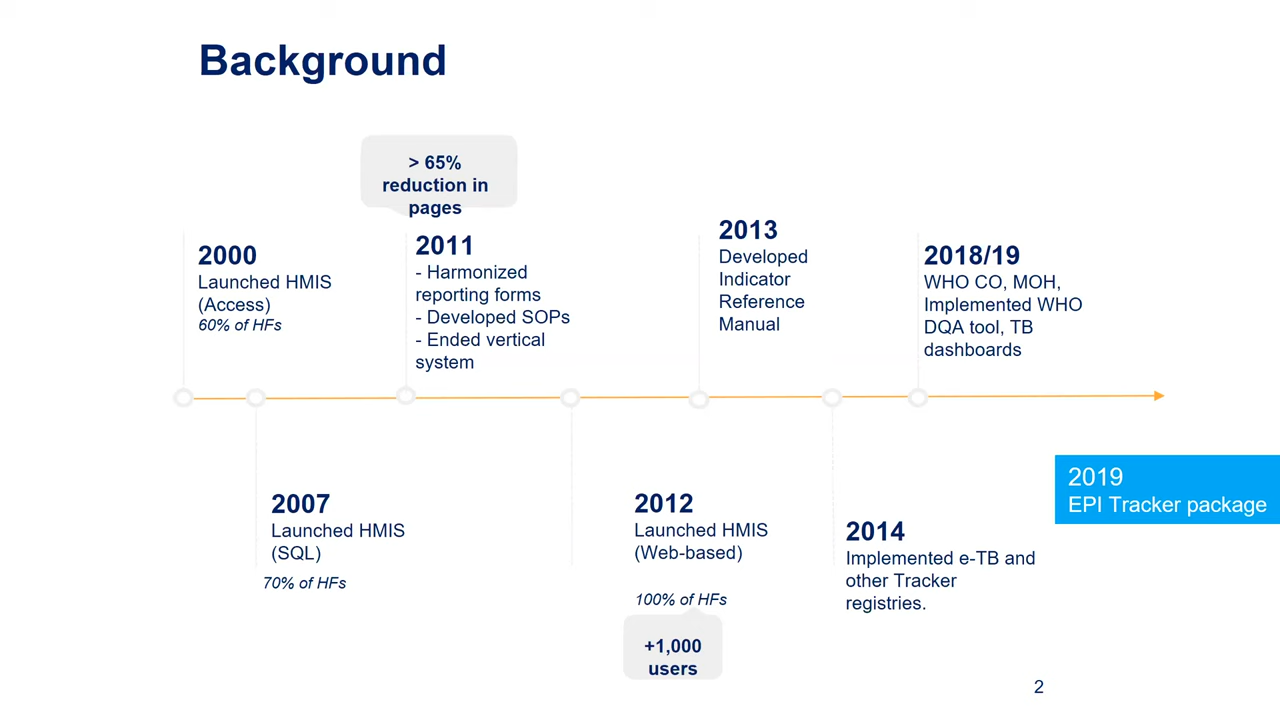 Background
> 65%
reduction in
pages
2000
Launched HMIS
(Access)
60% of HFs
2011
- Harmonized
reporting forms
- Developed SOPs
- Ended vertical
system
2013
Developed
Indicator
Reference
Manual
2018/19
WHO CO, MOH,
Implemented WHO
DQA tool, TB
dashboards
2007
Launched HMIS
(SQL)
70% of HFs
2012
Launched HMIS
(Web-based)
100% of HFs
+1,000
users
2014
Implemented e-TB and
other Tracker
registries.
2019
EPI Tracker package
2